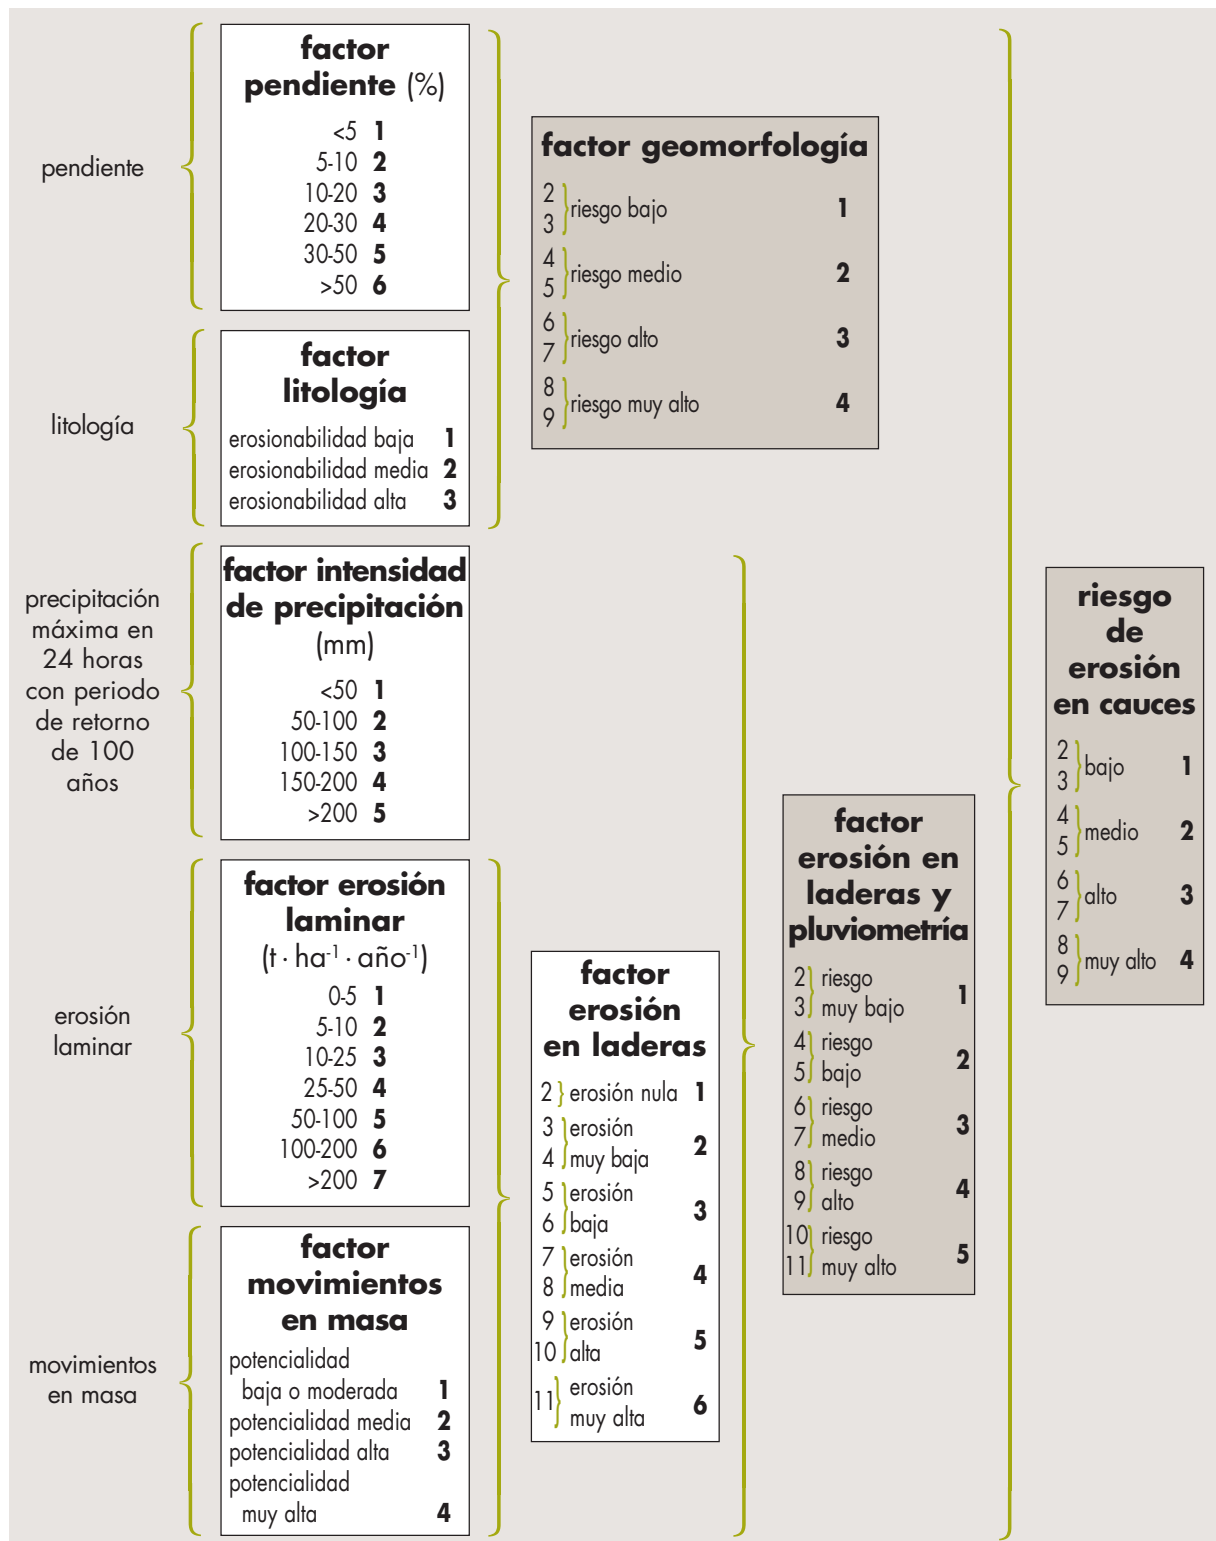 pendiente
factor
pendiente (%)
<5 1
5-10 2
10-20 3
20-30 4
30-50 5
>50 6
litología
factor
litología
erosionabilidad baja 1
erosionabilidad media 2
erosionabilidad alta 3
factor geomorfología
2
3
riesgo bajo 1
4
5
riesgo medio 2
6
7
riesgo alto 3
8
9
riesgo muy alto 4
precipitación
máxima en
24 horas
con periodo
de retorno
de 100
años
factor intensidad
de precipitación
(mm)
<50 1
50-100 2
100-150 3
150-200 4
>200 5
erosión
laminar
factor erosión
laminar
(t · ha-1 · año-1)
0-5 1
5-10 2
10-25 3
25-50 4
50-100 5
100-200 6
>200 7
movimientos
en masa
factor
movimientos
en masa
potencialidad
baja o moderada 1
potencialidad media 2
potencialidad alta 3
potencialidad
muy alta 4
factor
erosión
en laderas
2 erosión nula 1
3 erosión
4 muy baja 2
5 erosión
6 baja 3
7 erosión
8 media 4
9 erosión
10 alta 5
11 erosión
muy alta 6
factor
erosión en
laderas y
pluviometría
2 riesgo
3 muy bajo 1
4 riesgo
5 bajo 2
6 riesgo
7 medio 3
8 riesgo
9 alto 4
10 riesgo
11 muy alto 5
riesgo
de
erosión
en cauces
2
3
bajo 1
4
5
medio 2
6
7
alto 3
8
9
muy alto 4